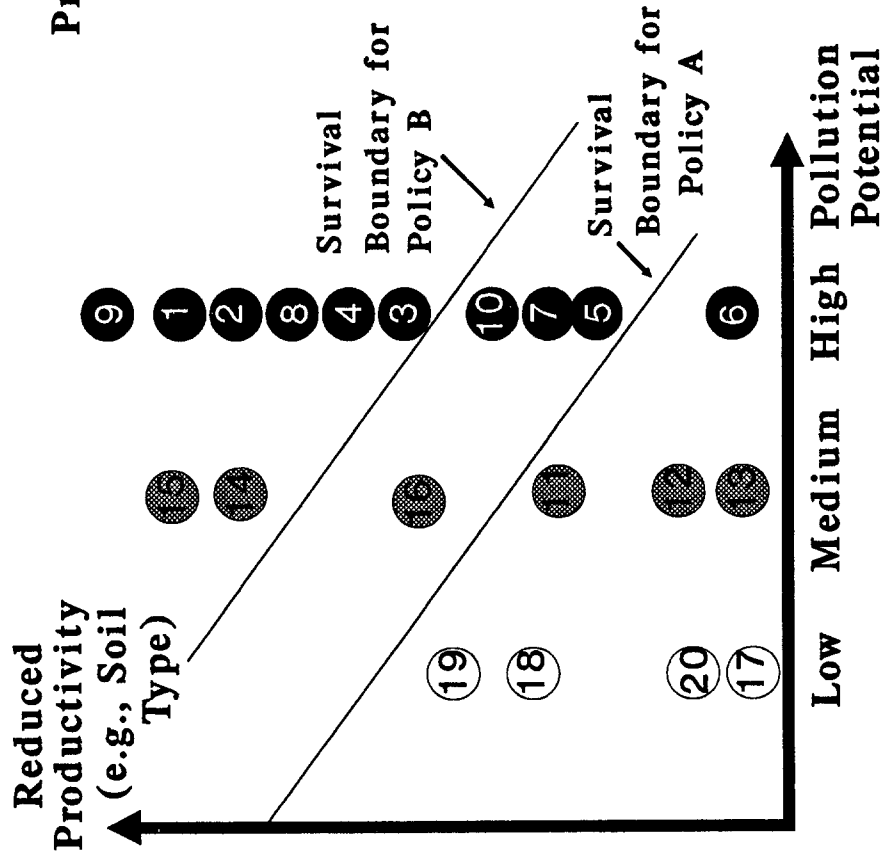 Reduced
Productivity
(e.g., Soil
Type)
Pr
Survival
Boundary for
Policy B
Survival
Boundary for
Policy A
9
1
2
8
4
3
10
7
5
6
15
14
16
11
12
13
19
18
20
17
Low Medium High Pollution
Potential